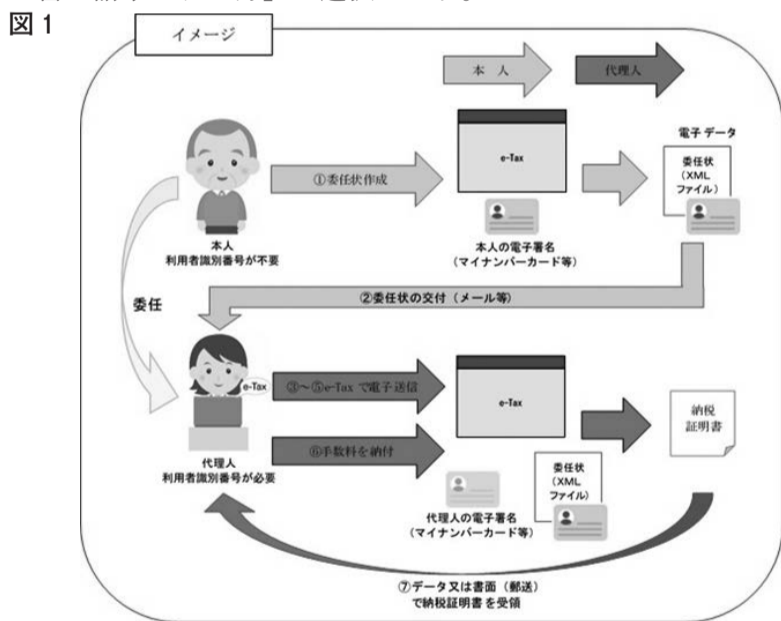 図1
イメージ
本 人
代理人
電子データ
e-Tax
委任状
(XML
ファイル)
①委任状作成
本人
利用者識別番号が不要
本人の電子署名
(マイナンバーカード等)
②委任状の交付(メール等)
委任
e-Tax
③～⑤e-Taxで電子送信
e-Tax
納税
証明書
⑥手数料を納付
代理人
利用者識別番号が必要
委任状
(XML
ファイル)
代理人の電子署名
(マイナンバーカード等)
⑦データ又は書面(郵送)
で納税証明書を受領